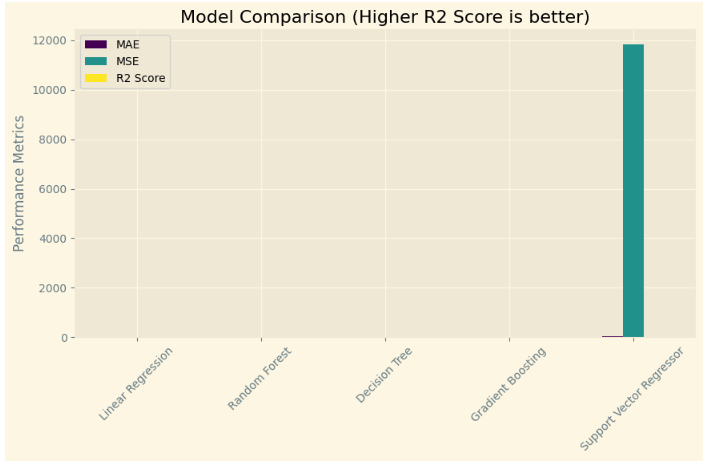 Model Comparison (Higher R2 Score is better)
MAE
MSE
R2 Score
Performance Metrics
12000
10000
8000
6000
4000
2000
0
Linear Regression
Random Forest
Decision Tree
Gradient Boosting
Support Vector Regressor